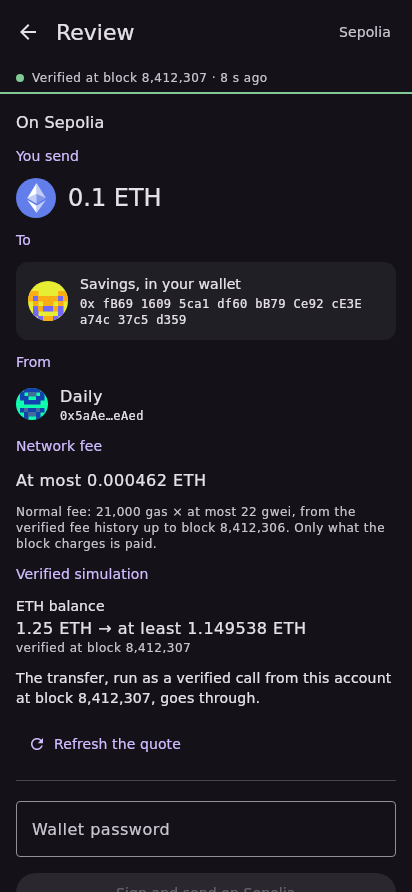 Review
Sepolia
Verified at block 8,412,307 · 8 s ago
On Sepolia
You send
0.1 ETH
To
Savings, in your wallet
0x fB69 1609 5ca1 df60 bB79 Ce92 cE3E
a74c 37c5 d359
From
Daily
0x5aAe…eAed
Network fee
At most 0.000462 ETH
Normal fee: 21,000 gas × at most 22 gwei, from the
verified fee history up to block 8,412,306. Only what the
block charges is paid.
Verified simulation
ETH balance
1.25 ETH → at least 1.149538 ETH
verified at block 8,412,307
The transfer, run as a verified call from this account
at block 8,412,307, goes through.
Refresh the quote
Wallet password
Sign and send on Sepolia